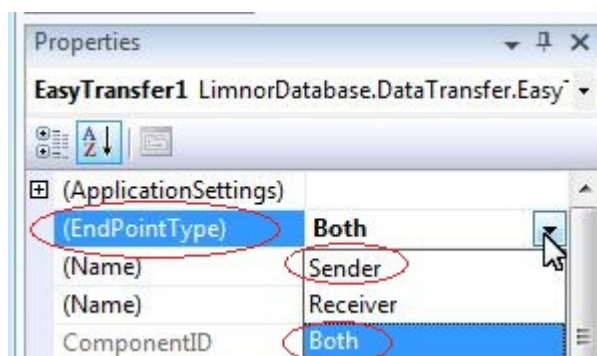 Properties
EasyTransfer1 LimnorDatabase.DataTransfer.Easy
(ApplicationSettings)
(EndPointType) Both
(Name) Sender
(Name) Receiver
ComponentID Both